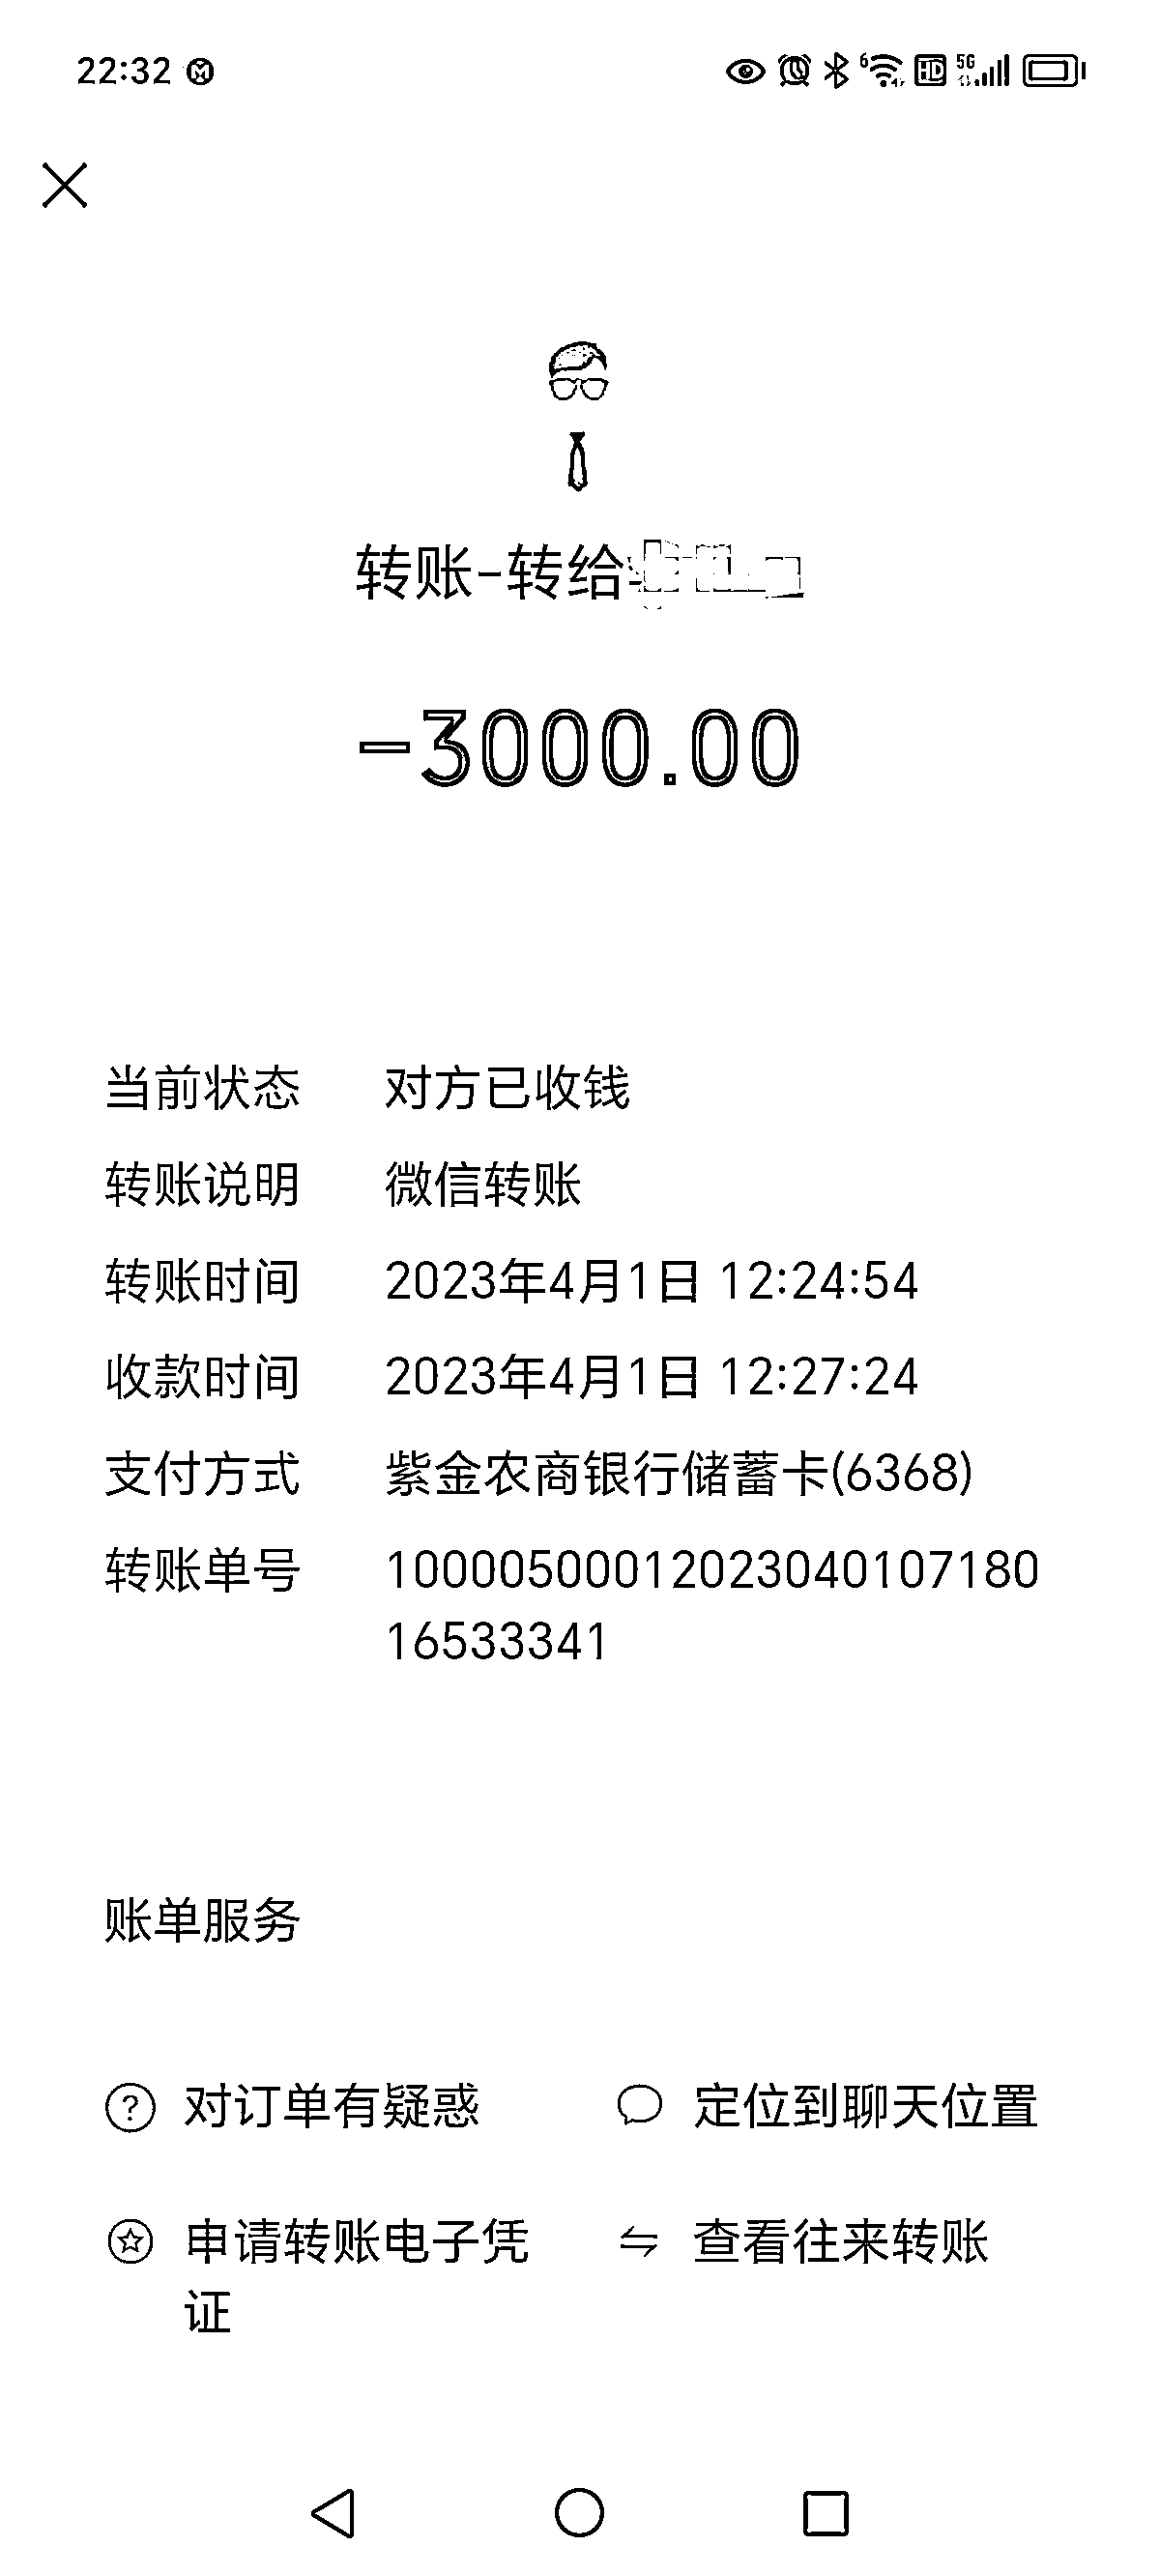 22:32
6 HD 5G
转账-转给
-3000.00
当前状态 对方已收钱
转账说明 微信转账
转账时间 2023年4月1日 12:24:54
收款时间 2023年4月1日 12:27:24
支付方式 紫金农商银行储蓄卡(6368)
转账单号 10000500012023040107180
16533341
账单服务
对订单有疑惑 定位到聊天位置
申请转账电子凭 查看往来转账
证